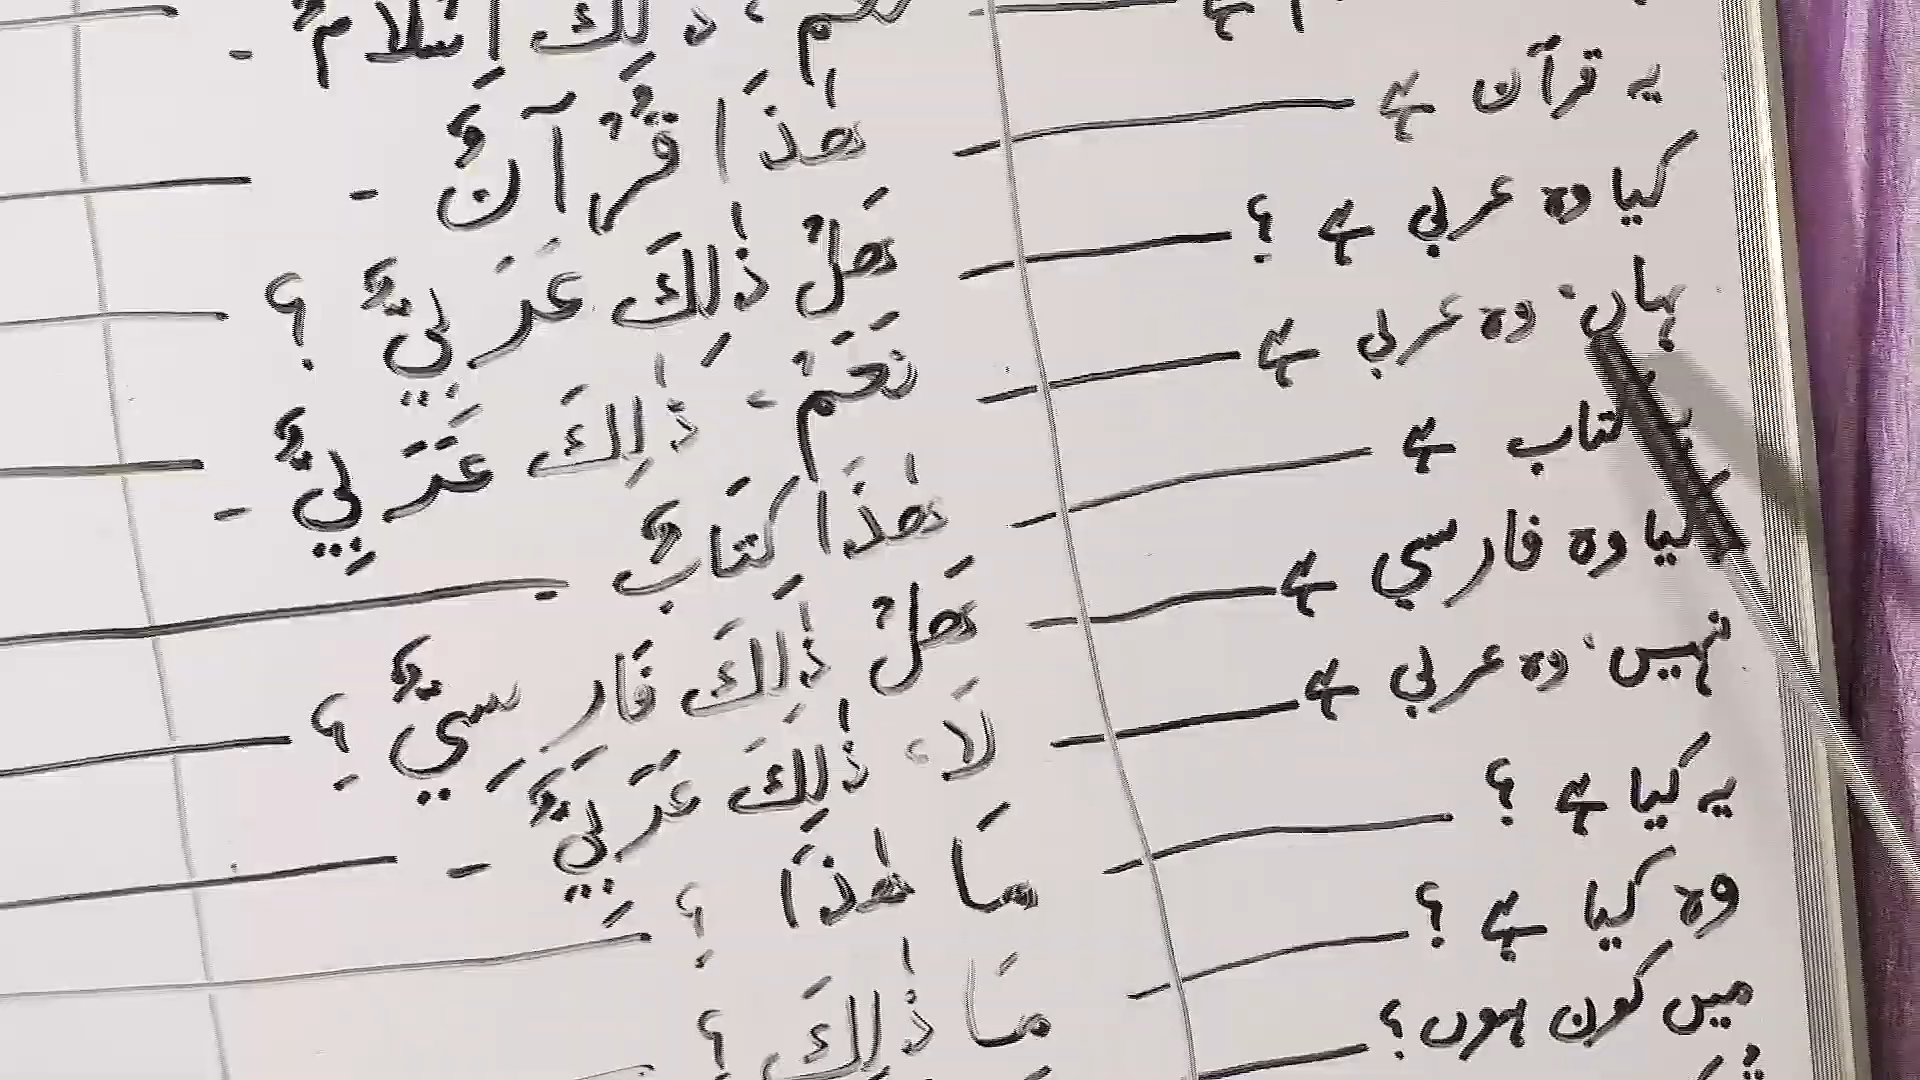 نَعَمْ، ذٰلِكَ اِسْلَامٌ -
یہ قرآن ہے هٰذَا قُرْآنٌ -
کیا وہ عربی ہے ؟ هَلْ ذٰلِكَ عَرَبِيٌّ ؟
ہاں، وہ عربی ہے نَعَمْ، ذٰلِكَ عَرَبِيٌّ -
کتاب ہے هٰذَا كِتَابٌ -
کیا وہ فارسی ہے هَلْ ذٰلِكَ فَارِسِيٌّ ؟
نہیں، وہ عربی ہے لَا، ذٰلِكَ عَرَبِيٌّ -
یہ کیا ہے ؟ مَا هٰذَا ؟
وہ کیا ہے ؟ مَا ذٰلِكَ ؟
میں کون ہوں ؟